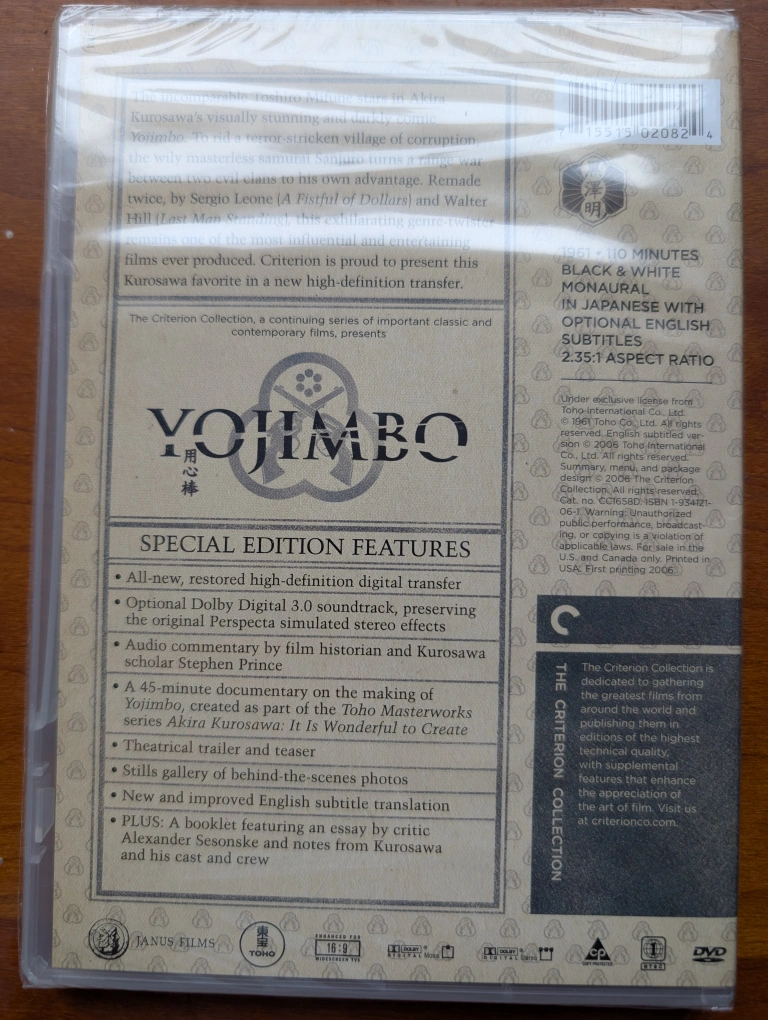 The incomparable Toshiro Mifune stars in Akira
Kurosawa's visually stunning and darkly comic
Yojimbo. To rid a terror-stricken village of corruption,
the wily masterless samurai Sanjuro turns a range war
between two evil clans to his own advantage. Remade
twice, by Sergio Leone (A Fistful of Dollars) and Walter
Hill (Last Man Standing), this exhilarating genre-twister
remains one of the most influential and entertaining
films ever produced. Criterion is proud to present this
Kurosawa favorite in a new high-definition transfer.
The Criterion Collection, a continuing series of important classic and
contemporary films, presents
YOJIMBO
用心棒
SPECIAL EDITION FEATURES
• All-new, restored high-definition digital transfer
• Optional Dolby Digital 3.0 soundtrack, preserving
the original Perspecta simulated stereo effects
• Audio commentary by film historian and Kurosawa
scholar Stephen Prince
• A 45-minute documentary on the making of
Yojimbo, created as part of the Toho Masterworks
series Akira Kurosawa: It Is Wonderful to Create
• Theatrical trailer and teaser
• Stills gallery of behind-the-scenes photos
• New and improved English subtitle translation
• PLUS: A booklet featuring an essay by critic
Alexander Sesonske and notes from Kurosawa
and his cast and crew
7 15515 02082 4
澤
明
1961 • 110 MINUTES
BLACK & WHITE
MONAURAL
IN JAPANESE WITH
OPTIONAL ENGLISH
SUBTITLES
2.35:1 ASPECT RATIO
Under exclusive license from
Toho International Co., Ltd.
© 1961 Toho Co., Ltd. All rights
reserved. English subtitled ver-
sion © 2006 Toho International
Co., Ltd. All rights reserved.
Summary, menu, and package
design © 2006 The Criterion
Collection. All rights reserved.
Cat. no. CC1658D. ISBN 1-934121-
06-1. Warning: Unauthorized
public performance, broadcast-
ing, or copying is a violation of
applicable laws. For sale in the
U.S. and Canada only. Printed in
USA. First printing 2006.
THE CRITERION COLLECTION
The Criterion Collection is
dedicated to gathering
the greatest films from
around the world and
publishing them in
editions of the highest
technical quality,
with supplemental
features that enhance
the appreciation of
the art of film. Visit us
at criterionco.com.
JANUS FILMS
東宝
TOHO
ENHANCED FOR
16:9
WIDESCREEN TVS
DOLBY
DIGITAL Mono
DOLBY
DIGITAL
CP
COPY PROTECTED
1
NTSC
DVD